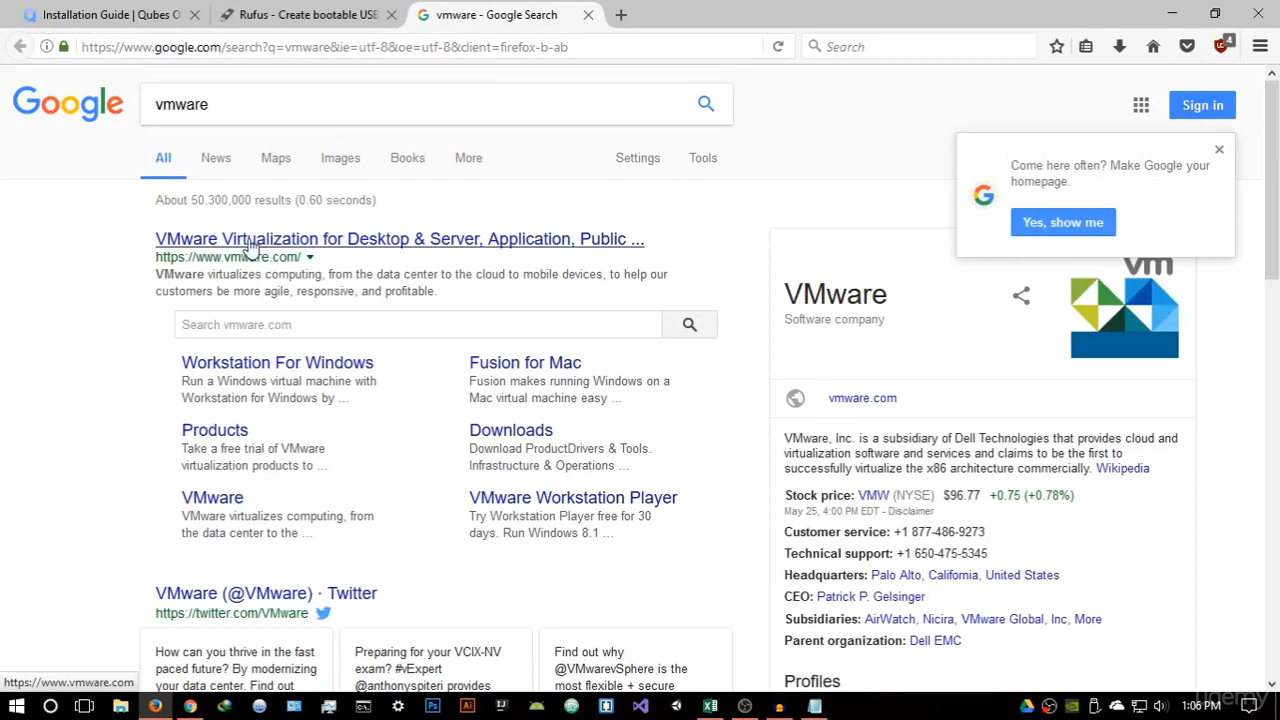 Installation Guide | Qubes O
Rufus - Create bootable USB
vmware - Google Search
https://www.google.com/search?q=vmware&ie=utf-8&oe=utf-8&client=firefox-b-ab
Search
4
Google
vmware
Sign in
All
News
Maps
Images
Books
More
Settings
Tools
Come here often? Make Google your
homepage.
Yes, show me
About 50,300,000 results (0.60 seconds)
VMware Virtualization for Desktop & Server, Application, Public ...
https://www.vmware.com/
VMware virtualizes computing, from the data center to the cloud to mobile devices, to help our
customers be more agile, responsive, and profitable.
Search vmware.com
Workstation For Windows
Run a Windows virtual machine with
Workstation for Windows by ...
Fusion for Mac
Fusion makes running Windows on a
Mac virtual machine easy ...
Products
Take a free trial of VMware
virtualization products to ...
Downloads
Download ProductDrivers & Tools.
Infrastructure & Operations ...
VMware
VMware virtualizes computing, from
the data center to the ...
VMware Workstation Player
Try Workstation Player free for 30
days. Run Windows 8.1 ...
VMware (@VMware) · Twitter
https://twitter.com/VMware
How can you thrive in the fast
paced future? By modernizing
your data center. Find out
Preparing for your VCIX-NV
exam? #vExpert
@anthonyspiteri provides
Find out why
@VMwarevSphere is the
most flexible + secure
vm
VMware
Software company
vmware.com
VMware, Inc. is a subsidiary of Dell Technologies that provides cloud and
virtualization software and services and claims to be the first to
successfully virtualize the x86 architecture commercially. Wikipedia
Stock price: VMW (NYSE) $96.77 +0.75 (+0.78%)
May 25, 4:00 PM EDT - Disclaimer
Customer service: +1 877-486-9273
Technical support: +1 650-475-5345
Headquarters: Palo Alto, California, United States
CEO: Patrick P. Gelsinger
Subsidiaries: AirWatch, Nicira, VMware Global, Inc, More
Parent organization: Dell EMC
Profiles
https://www.vmware.com
udemy
1:06 PM